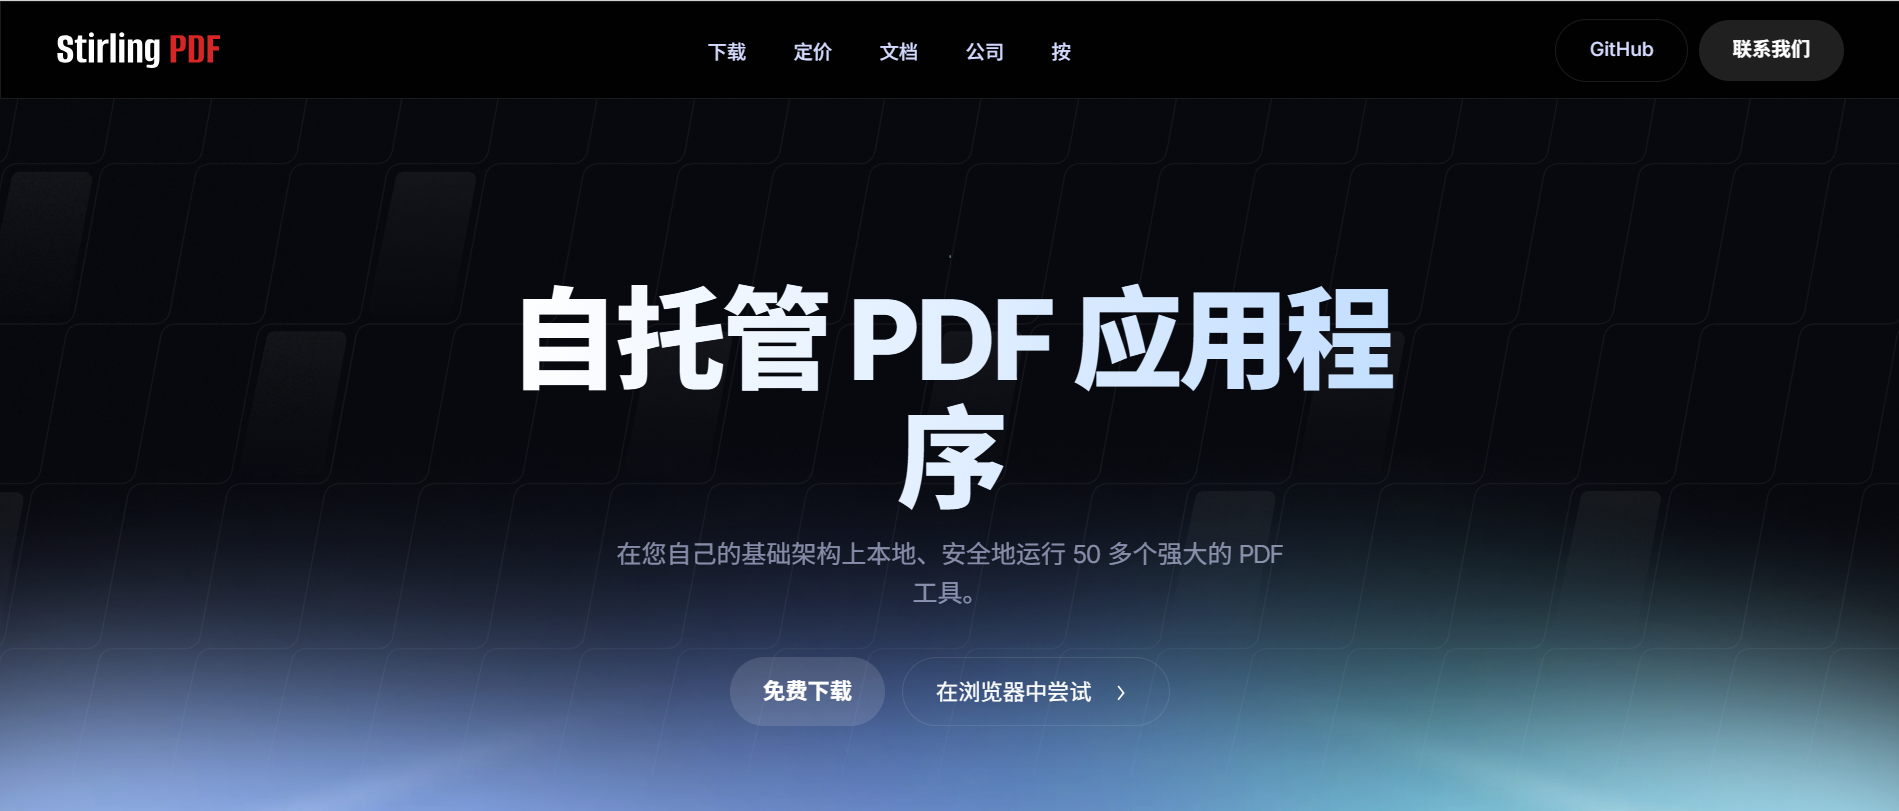 Stirling PDF
下载
定价
文档
公司
按
GitHub
联系我们
自托管 PDF 应用程
序
在您自己的基础架构上本地、安全地运行 50 多个强大的 PDF
工具。
免费下载
在浏览器中尝试